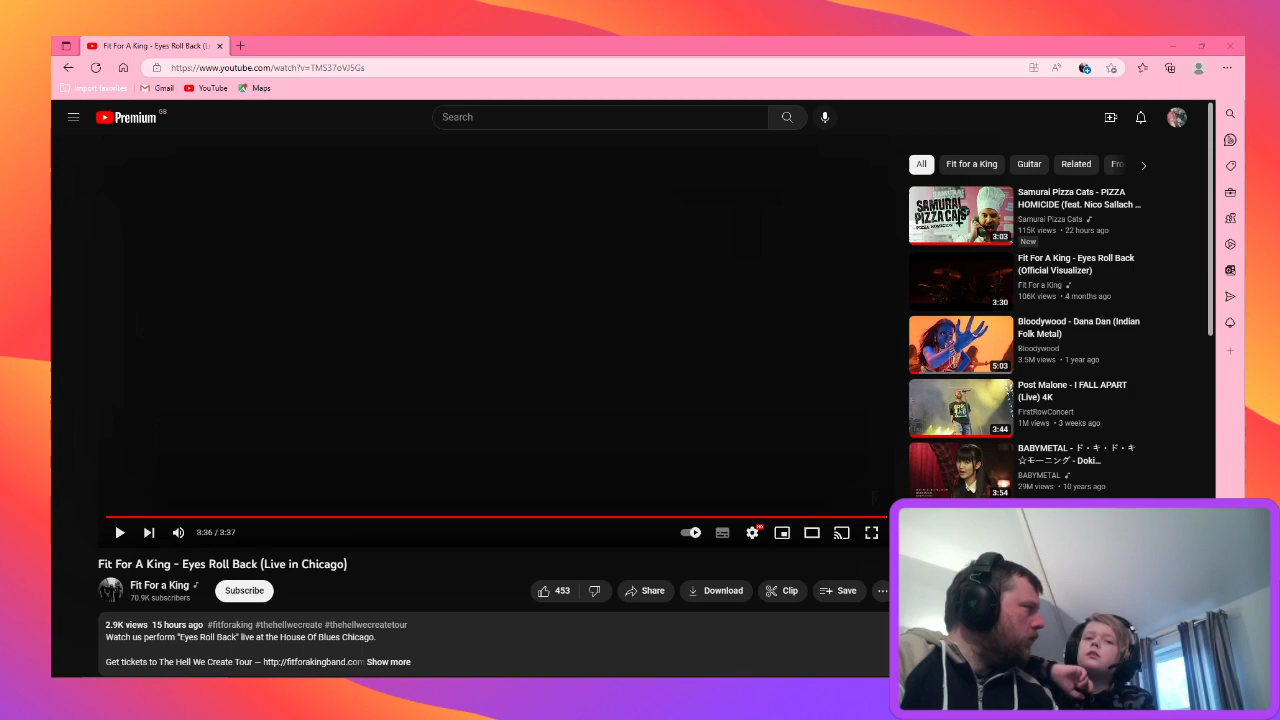 Fit For A King - Eyes Roll Back (L
https://www.youtube.com/watch?v=TMS37oVJ5Gs
Import favorites
Gmail
YouTube
Maps
Premium GB
Search
All
Fit for a King
Guitar
Related
Fro
SAMURAI
PIZZA CATS
3:03
Samurai Pizza Cats - PIZZA
HOMICIDE (feat. Nico Sallach ...
Samurai Pizza Cats
115K views • 22 hours ago
New
3:30
Fit For A King - Eyes Roll Back
(Official Visualizer)
Fit For a King
106K views • 4 months ago
5:03
Bloodywood - Dana Dan (Indian
Folk Metal)
Bloodywood
3.5M views • 1 year ago
3:44
Post Malone - I FALL APART
(Live) 4K
FirstRowConcert
1M views • 3 weeks ago
3:54
BABYMETAL - ド・キ・ド・キ
☆モーニング - Doki...
BABYMETAL
29M views • 10 years ago
3:36 / 3:37
HD
Fit For A King - Eyes Roll Back (Live in Chicago)
Fit For a King
70.9K subscribers
Subscribe
453
Share
Download
Clip
Save
2.9K views 15 hours ago #fitforaking #thehellwecreate #thehellwecreatetour
Watch us perform "Eyes Roll Back" live at the House Of Blues Chicago.
Get tickets to The Hell We Create Tour — http://fitforakingband.com Show more